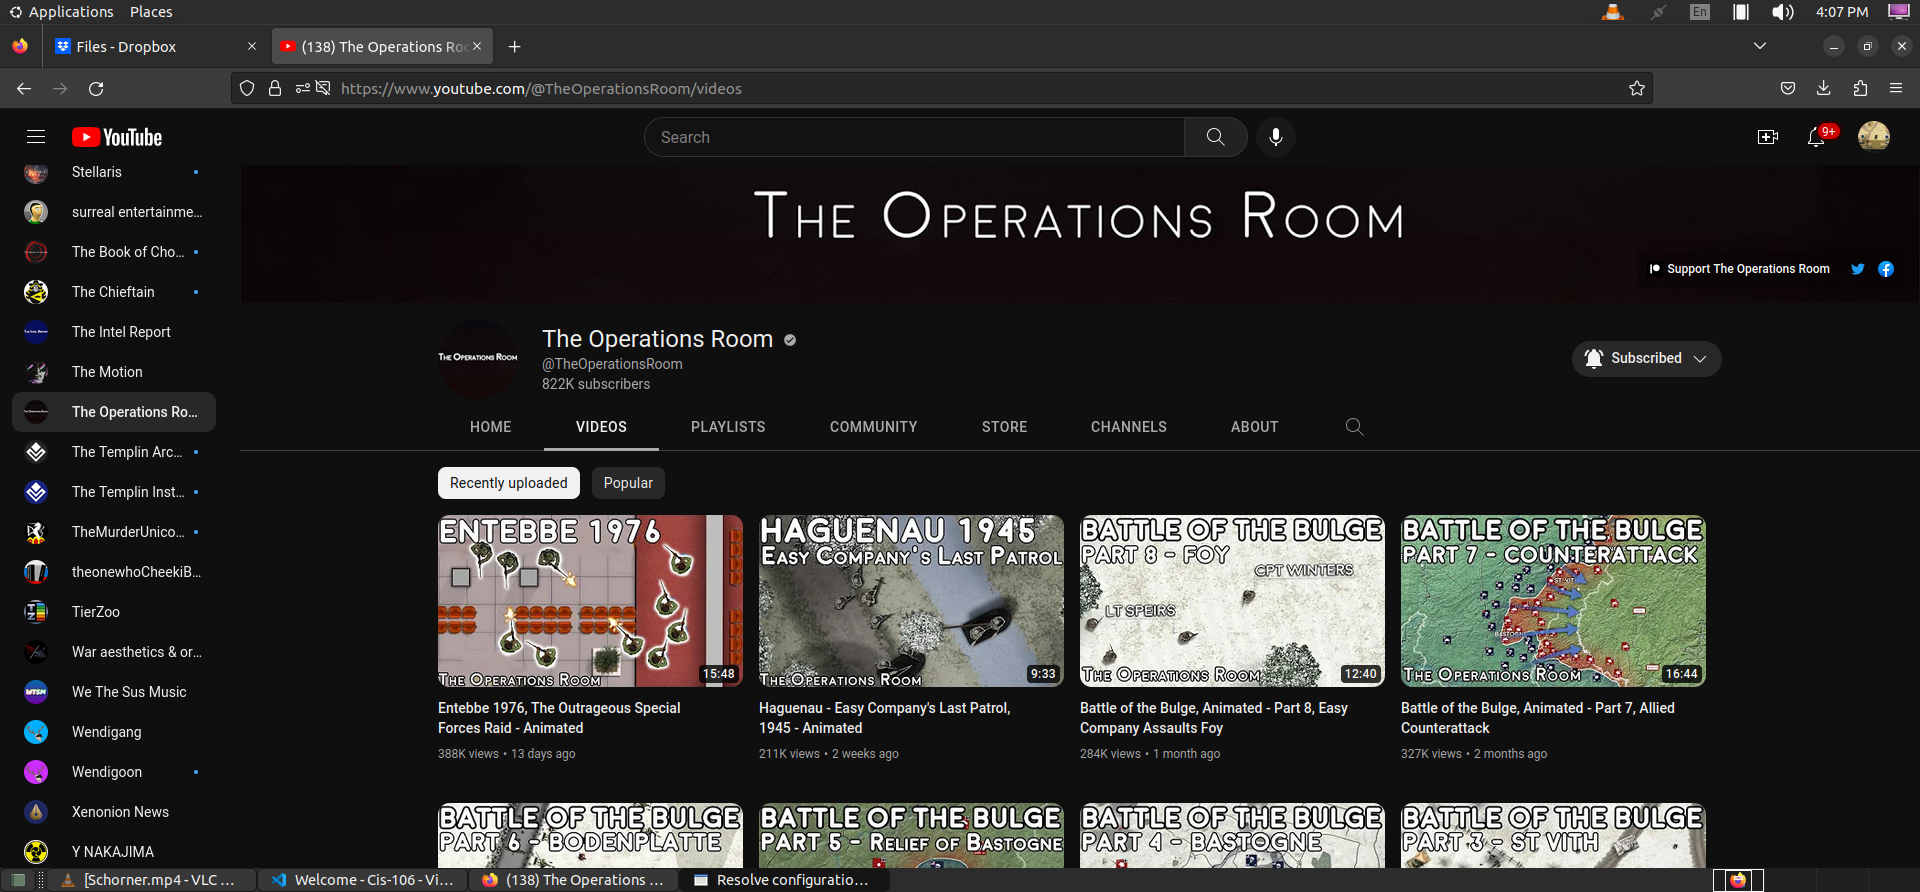 Applications Places
En
4:07 PM
Files - Dropbox
(138) The Operations Ro
https://www.youtube.com/@TheOperationsRoom/videos
YouTube
Search
9+
Stellaris
surreal entertainme...
The Book of Cho...
The Chieftain
The Intel Report
The Motion
The Operations Ro...
The Templin Arc...
The Templin Inst...
TheMurderUnico...
theonewhoCheekiB...
TierZoo
War aesthetics & or...
We The Sus Music
Wendigang
Wendigoon
Xenonion News
Y NAKAJIMA
THE OPERATIONS ROOM
Support The Operations Room
THE OPERATIONS ROOM
The Operations Room
@TheOperationsRoom
822K subscribers
Subscribed
HOME VIDEOS PLAYLISTS COMMUNITY STORE CHANNELS ABOUT
Recently uploaded Popular
ENTEBBE 1976
THE OPERATIONS ROOM
15:48
Entebbe 1976, The Outrageous Special
Forces Raid - Animated
388K views • 13 days ago
HAGUENAU 1945
EASY COMPANY'S LAST PATROL
THE OPERATIONS ROOM
9:33
Haguenau - Easy Company's Last Patrol,
1945 - Animated
211K views • 2 weeks ago
BATTLE OF THE BULGE
PART 8 - FOY
CPT WINTERS
LT SPEIRS
THE OPERATIONS ROOM
12:40
Battle of the Bulge, Animated - Part 8, Easy
Company Assaults Foy
284K views • 1 month ago
BATTLE OF THE BULGE
PART 7 - COUNTERATTACK
ST. VITH
BASTOGNE
THE OPERATIONS ROOM
16:44
Battle of the Bulge, Animated - Part 7, Allied
Counterattack
327K views • 2 months ago
BATTLE OF THE BULGE
PART 6 - BODENPLATTE
BATTLE OF THE BULGE
PART 5 - RELIEF OF BASTOGNE
BATTLE OF THE BULGE
PART 4 - BASTOGNE
BATTLE OF THE BULGE
PART 3 - ST VITH
[Schorner.mp4 - VLC ...
Welcome - Cis-106 - Vi...
(138) The Operations ...
Resolve configuratio...